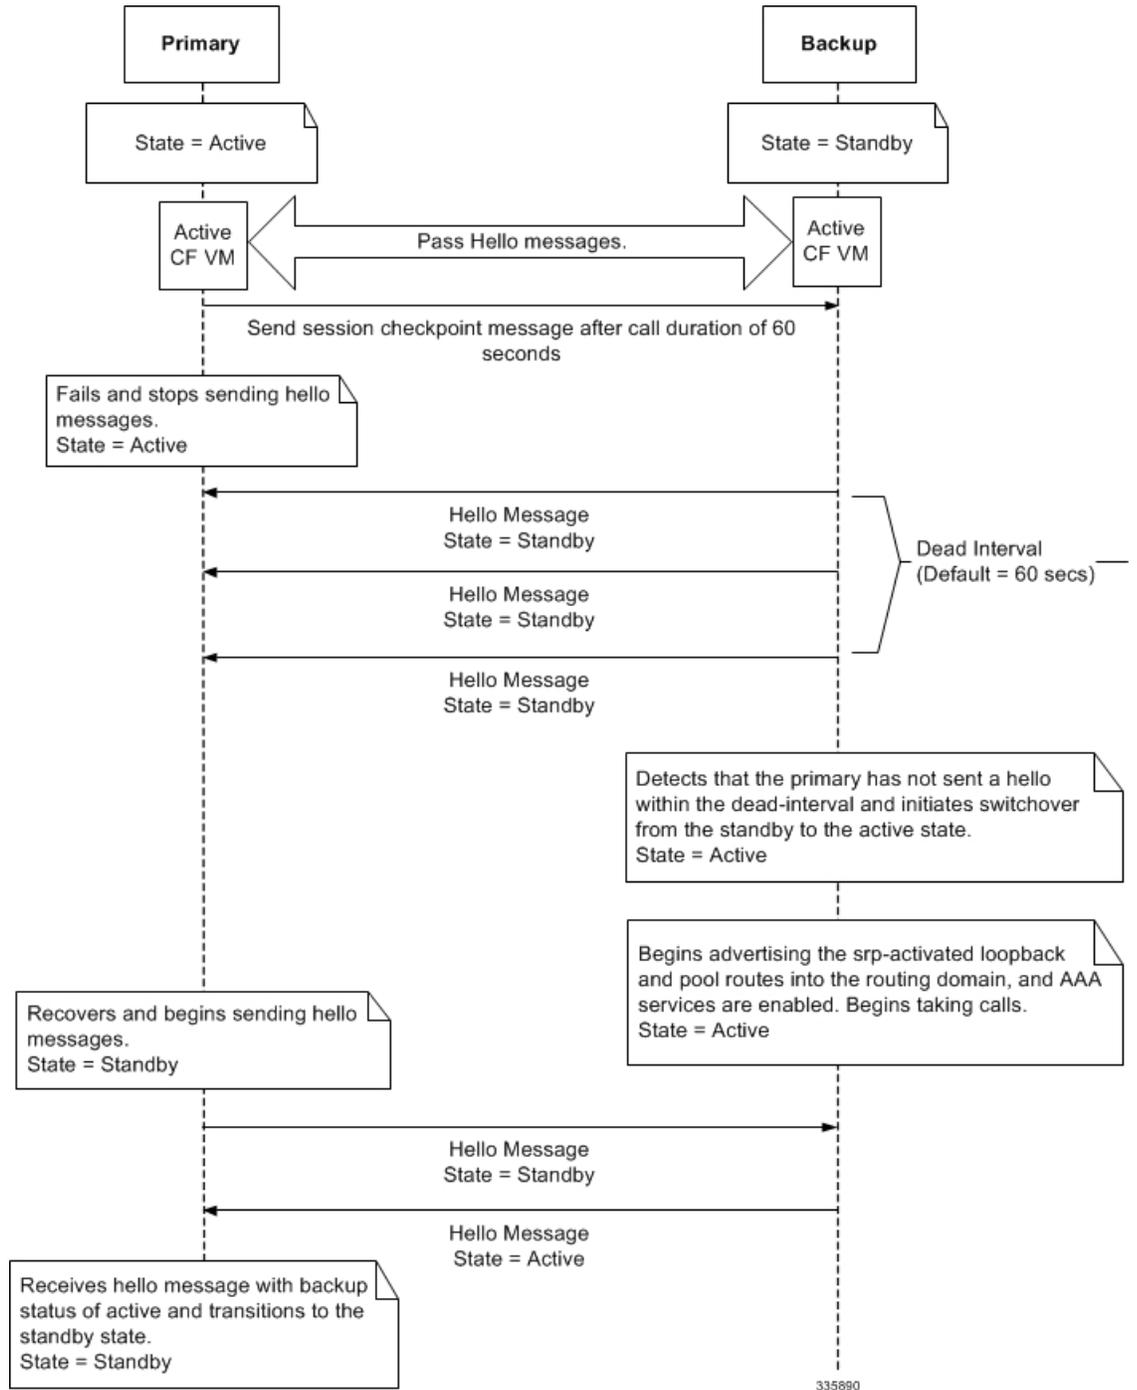 Primary
Backup
State = Active
State = Standby
Active
CF VM
Pass Hello messages.
Active
CF VM
Send session checkpoint message after call duration of 60
seconds
Fails and stops sending hello
messages.
State = Active
Hello Message
State = Standby
Dead Interval
(Default = 60 secs)
Hello Message
State = Standby
Hello Message
State = Standby
Detects that the primary has not sent a hello
within the dead-interval and initiates switchover
from the standby to the active state.
State = Active
Begins advertising the srp-activated loopback
and pool routes into the routing domain, and AAA
services are enabled. Begins taking calls.
State = Active
Recovers and begins sending hello
messages.
State = Standby
Hello Message
State = Standby
Hello Message
State = Active
Receives hello message with backup
status of active and transitions to the
standby state.
State = Standby
335890